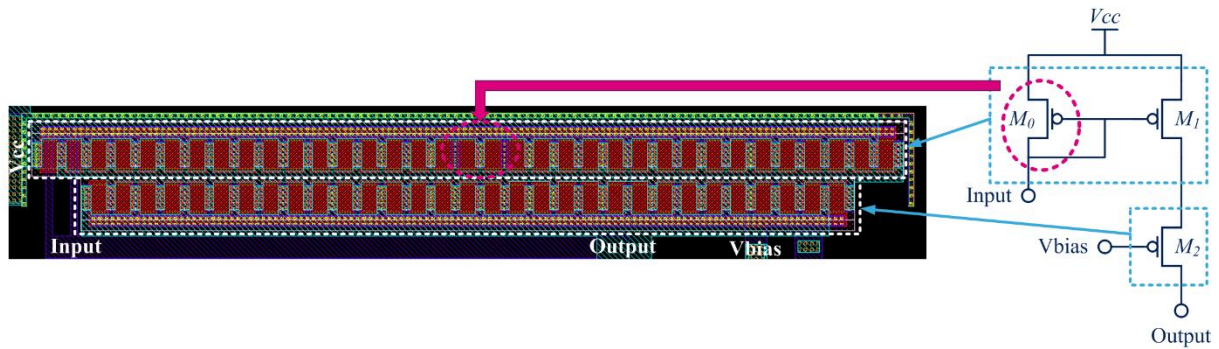 Vcc
Input
Output
Vbias
Vcc
M0
M1
Input
Vbias
M2
Output